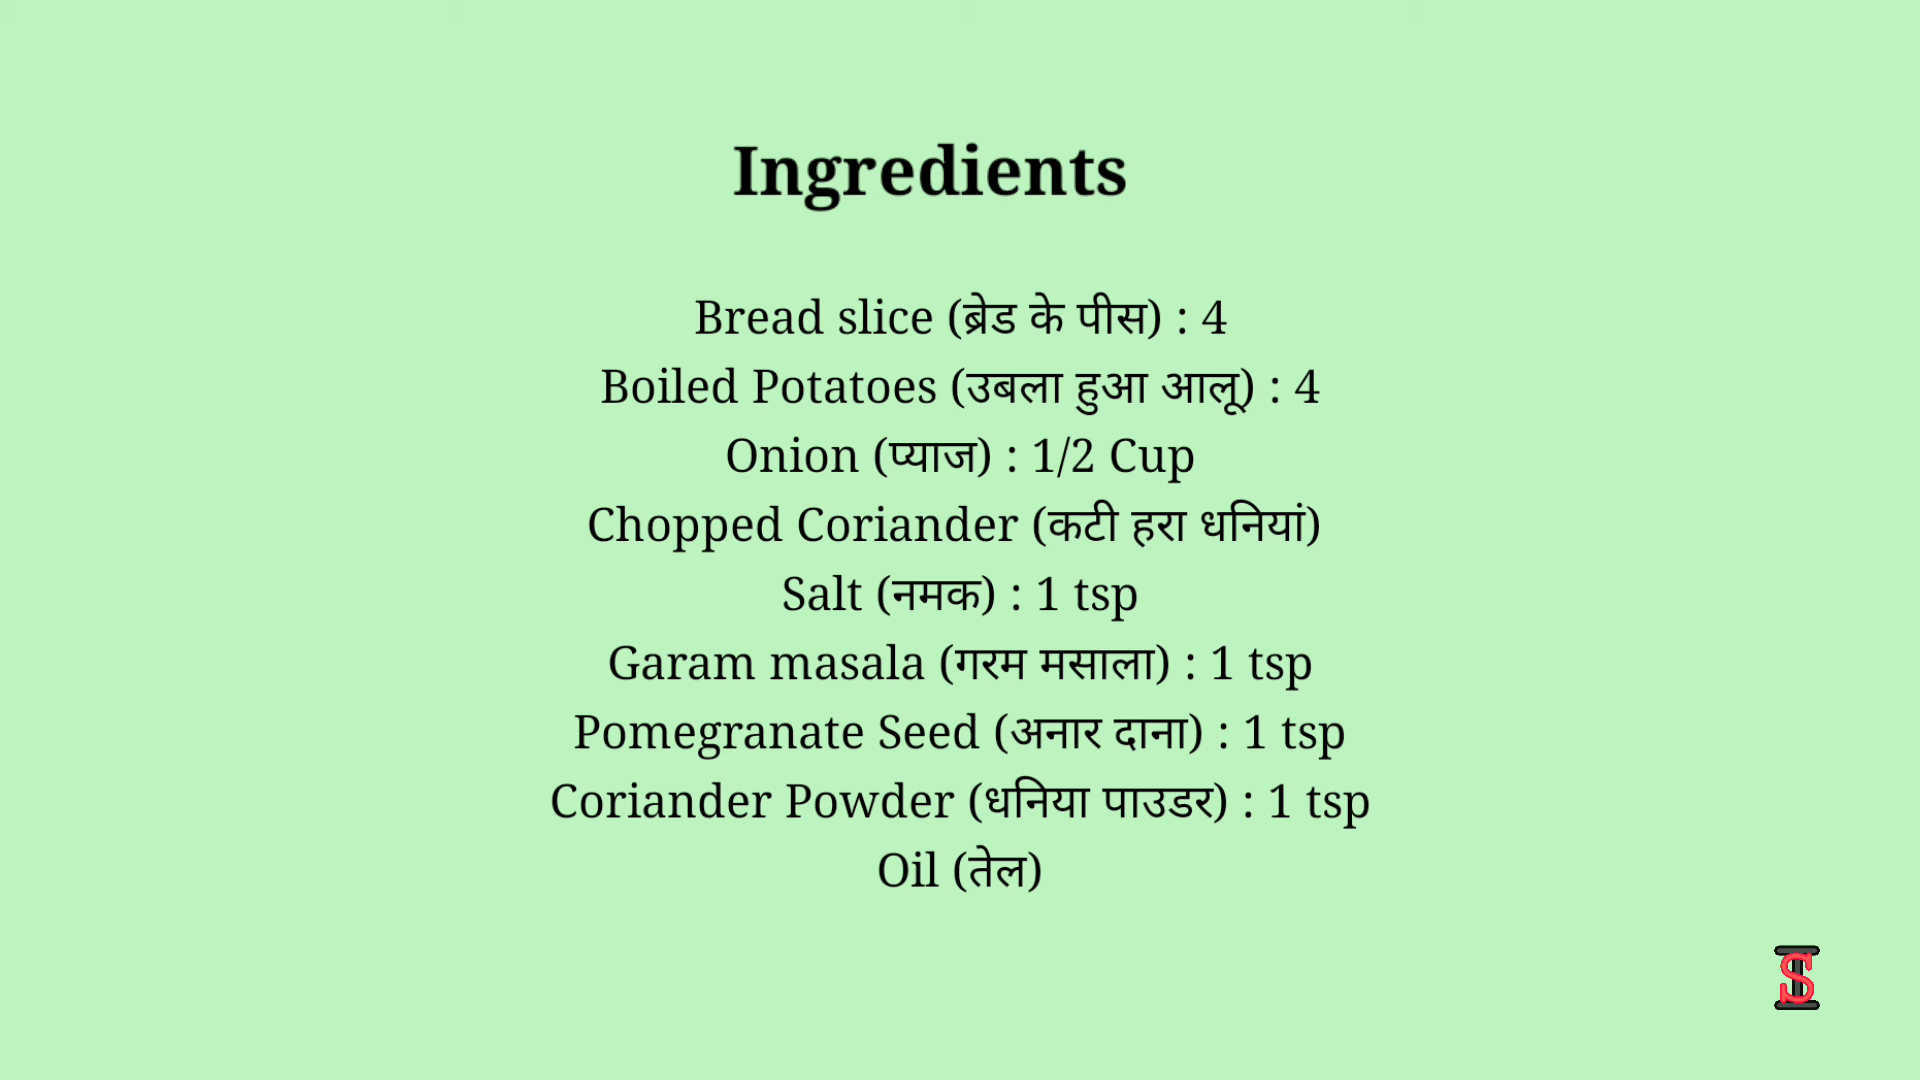 Ingredients
Bread slice (ब्रेड के पीस) : 4
Boiled Potatoes (उबला हुआ आलू) : 4
Onion (प्याज) : 1/2 Cup
Chopped Coriander (कटी हरा धनियां)
Salt (नमक) : 1 tsp
Garam masala (गरम मसाला) : 1 tsp
Pomegranate Seed (अनार दाना) : 1 tsp
Coriander Powder (धनिया पाउडर) : 1 tsp
Oil (तेल)
IS